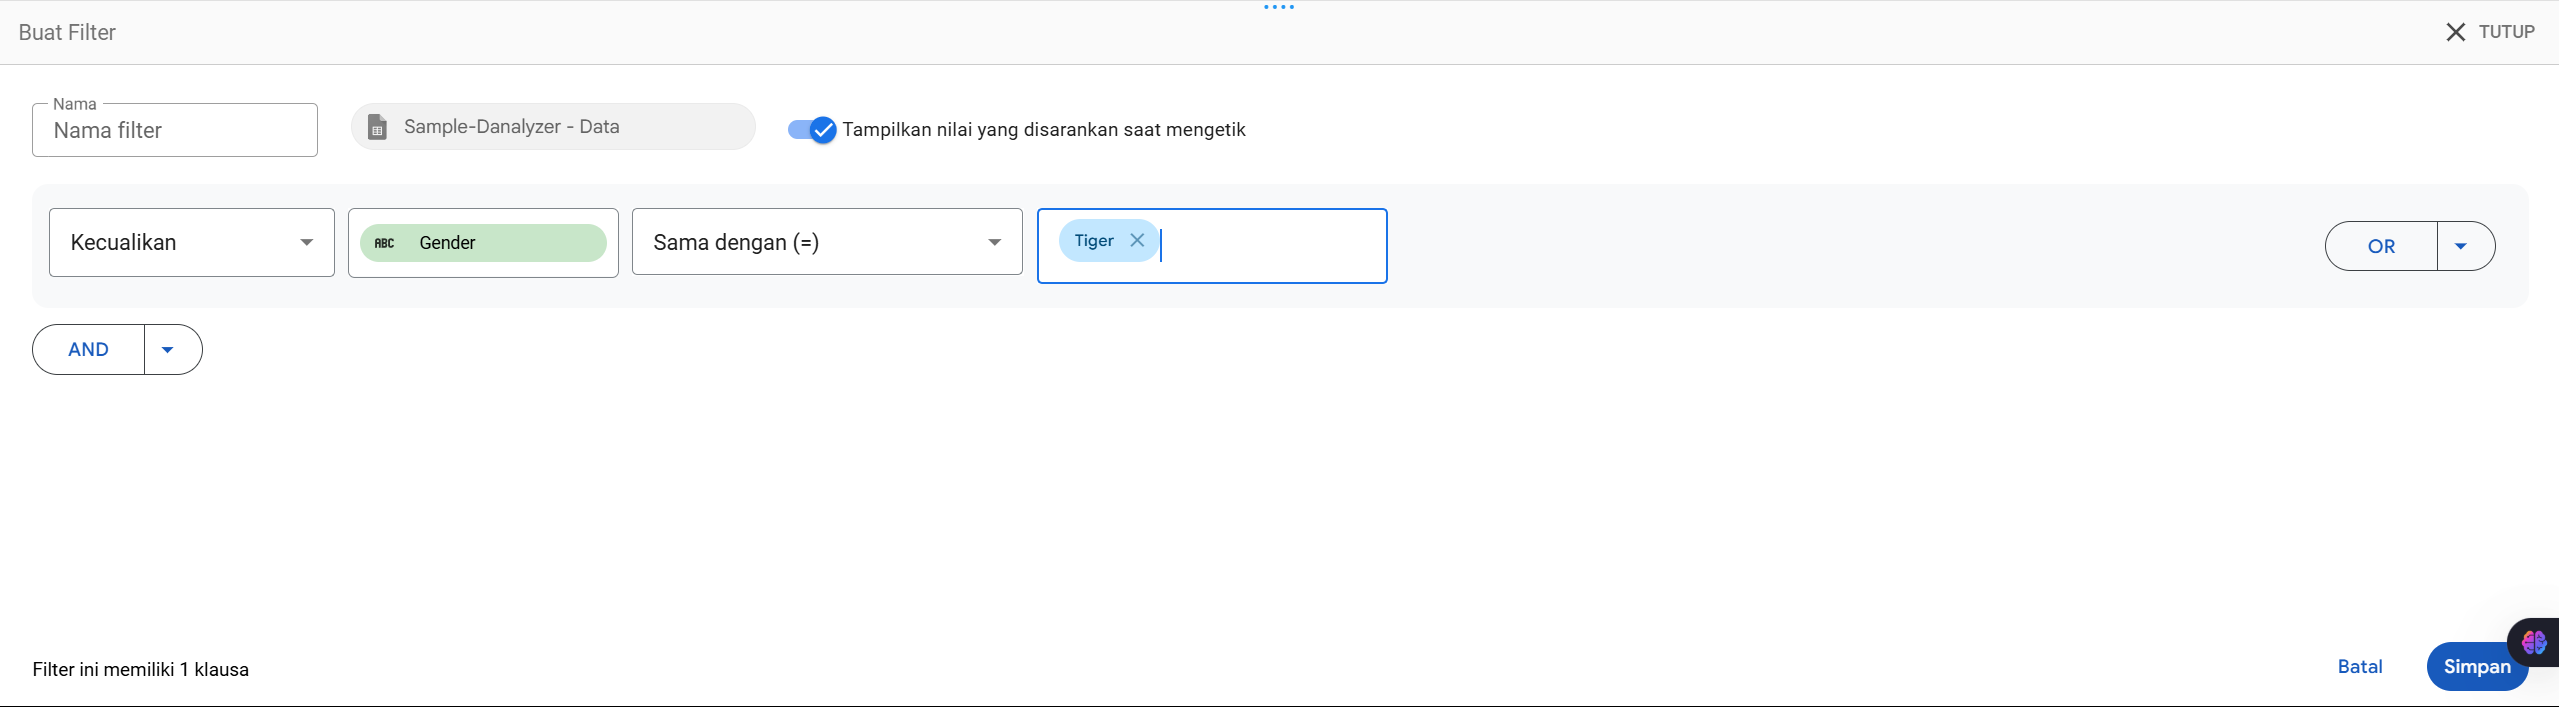 Buat Filter
TUTUP
Nama
Nama filter
Sample-Danalyzer - Data
Tampilkan nilai yang disarankan saat mengetik
Kecualikan
ABC Gender
Sama dengan (=)
Tiger
OR
AND
Filter ini memiliki 1 klausa
Batal
Simpan